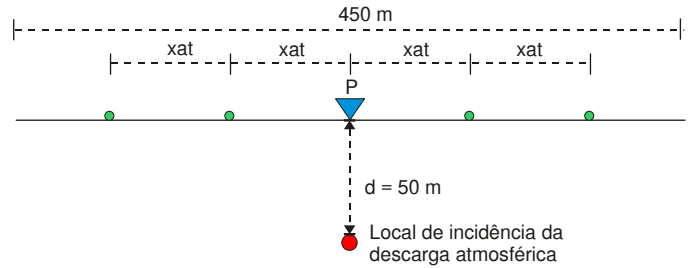 450 m
xat xat xat xat
P
d = 50 m
Local de incidência da
descarga atmosférica